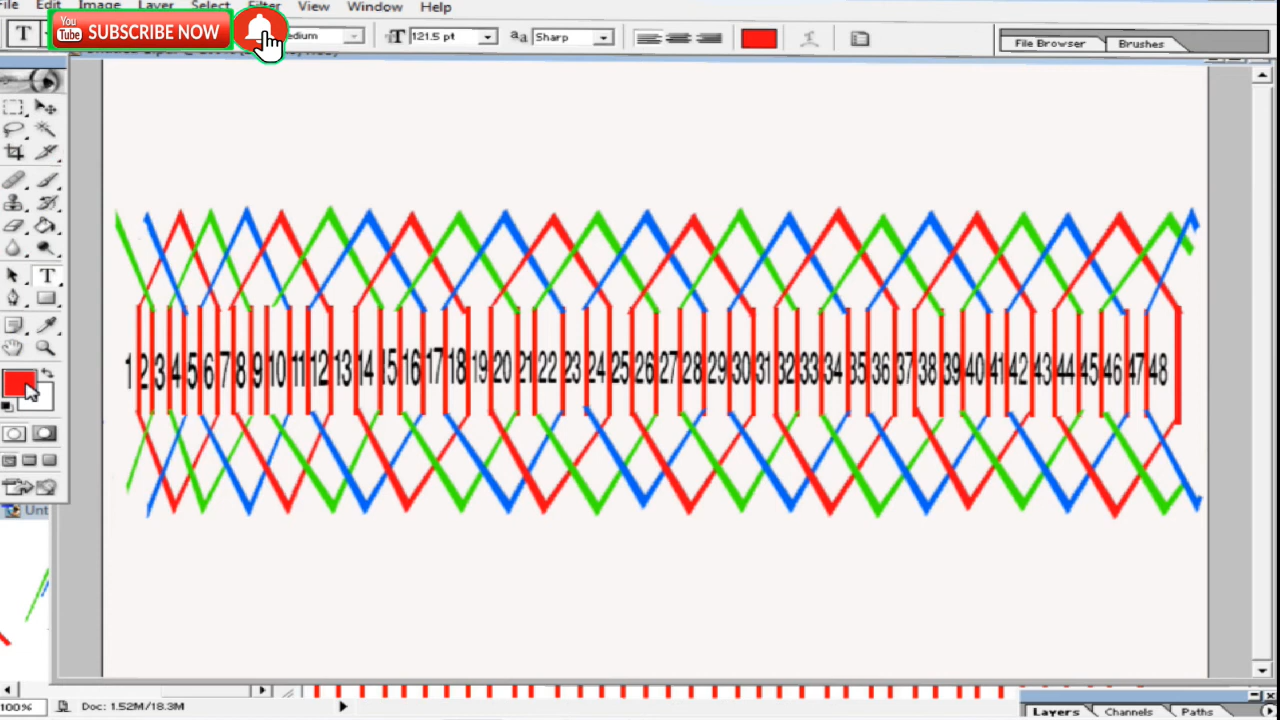 File Edit Image Layer Select Filter View Window Help
You Tube SUBSCRIBE NOW
T 121.5 pt aa Sharp
File Browser Brushes
T
1 2 3 4 5 6 7 8 9 10 11 12 13 14 15 16 17 18 19 20 21 22 23 24 25 26 27 28 29 30 31 32 33 34 35 36 37 38 39 40 41 42 43 44 45 46 47 48
Unt
100% Doc: 1.52M/18.3M
Layers Channels Paths